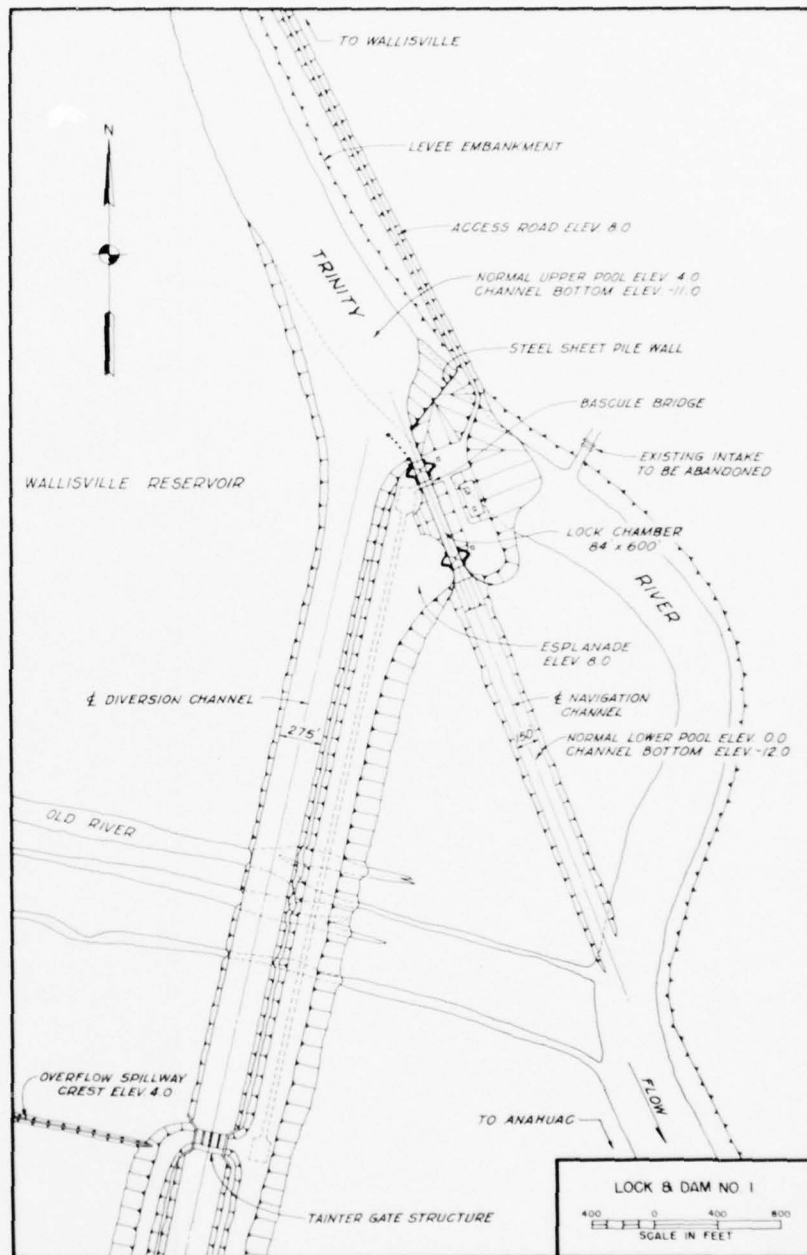 TO WALLISVILLE
N
LEVEE EMBANKMENT
ACCESS ROAD ELEV. 8.0
TRINITY
NORMAL UPPER POOL ELEV. 4.0
CHANNEL BOTTOM ELEV. -11.0
STEEL SHEET PILE WALL
BASCULE BRIDGE
EXISTING INTAKE
TO BE ABANDONED
WALLISVILLE RESERVOIR
LOCK CHAMBER
84' x 600'
RIVER
ESPLANADE
ELEV. 8.0
℄ DIVERSION CHANNEL
℄ NAVIGATION
CHANNEL
275'
150'
NORMAL LOWER POOL ELEV. 0.0
CHANNEL BOTTOM ELEV. -12.0
OLD RIVER
OVERFLOW SPILLWAY
CREST ELEV. 4.0
FLOW
TO ANAHUAC
TAINTER GATE STRUCTURE
LOCK & DAM NO. 1
400 0 400 800
SCALE IN FEET